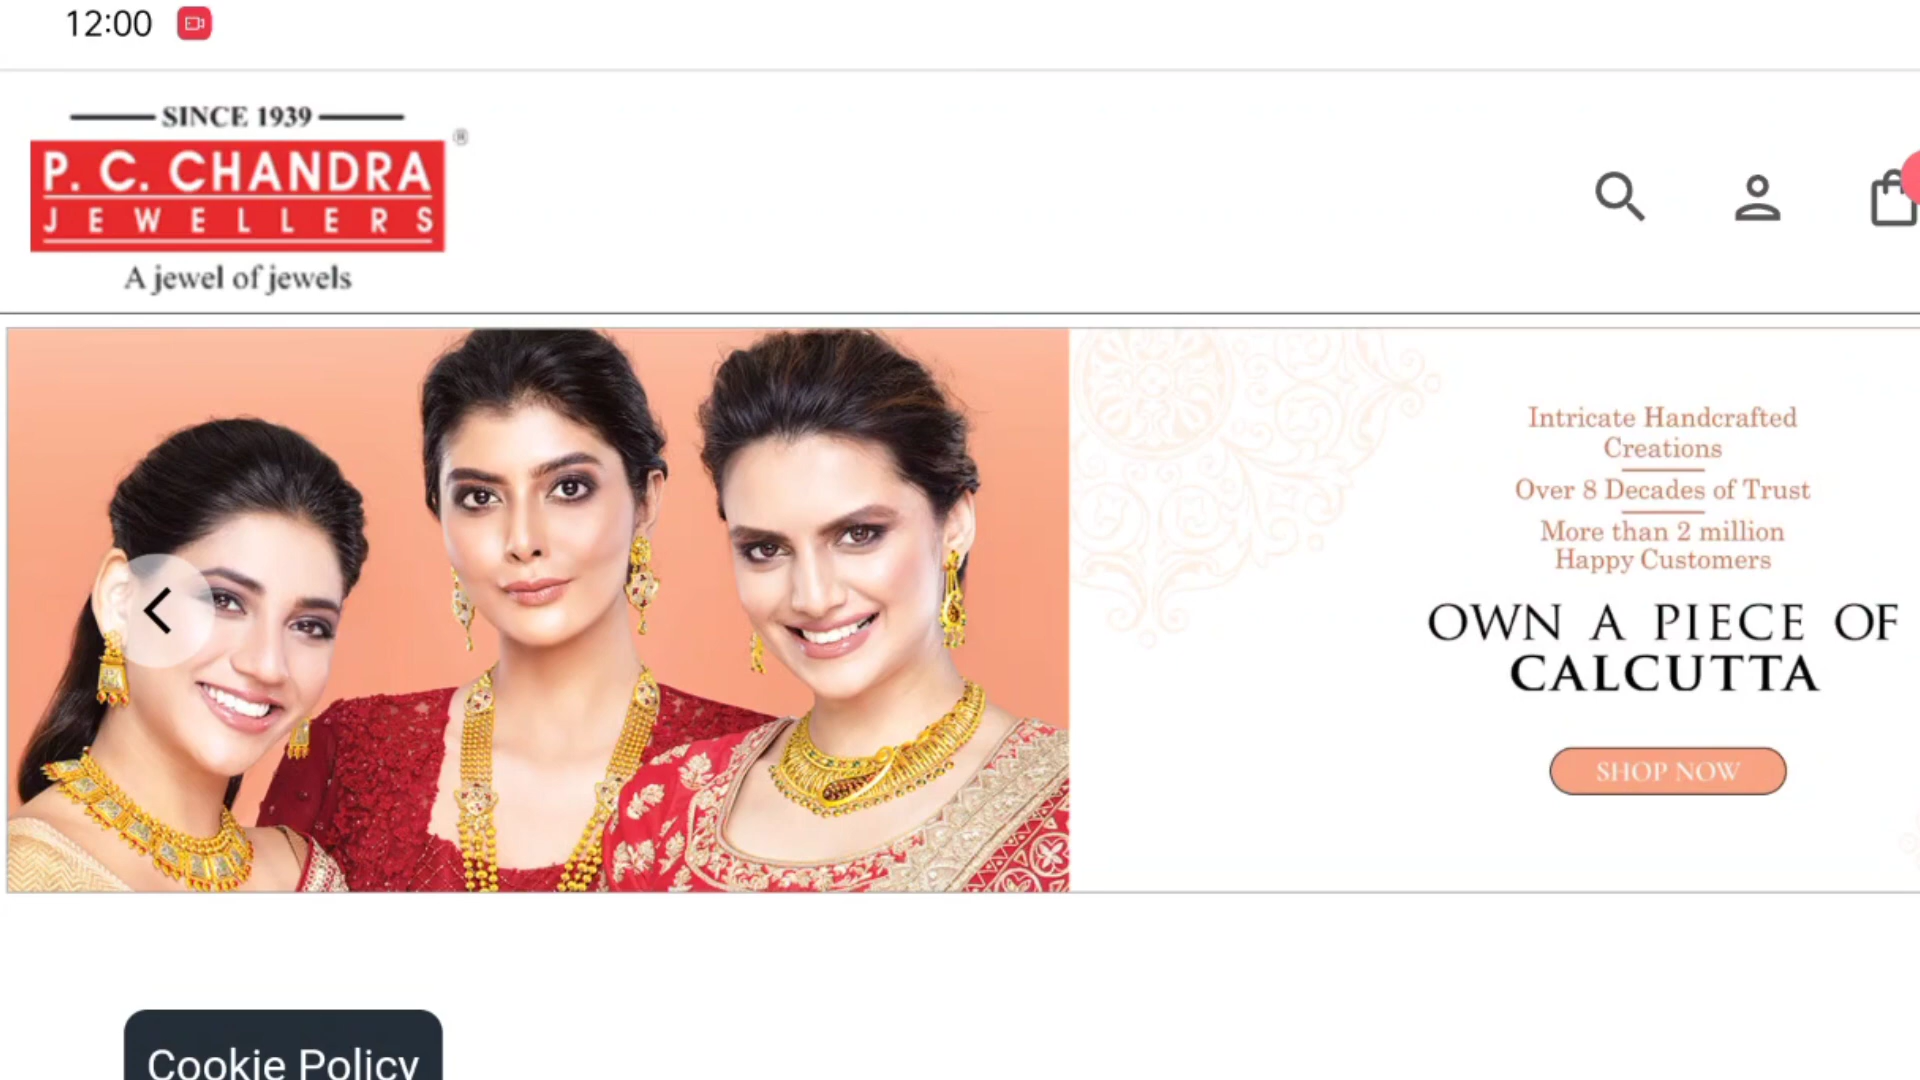 12:00
SINCE 1939
®
P. C. CHANDRA
JEWELLERS
A jewel of jewels
Intricate Handcrafted
Creations
Over 8 Decades of Trust
More than 2 million
Happy Customers
OWN A PIECE OF
CALCUTTA
SHOP NOW
Cookie Policy